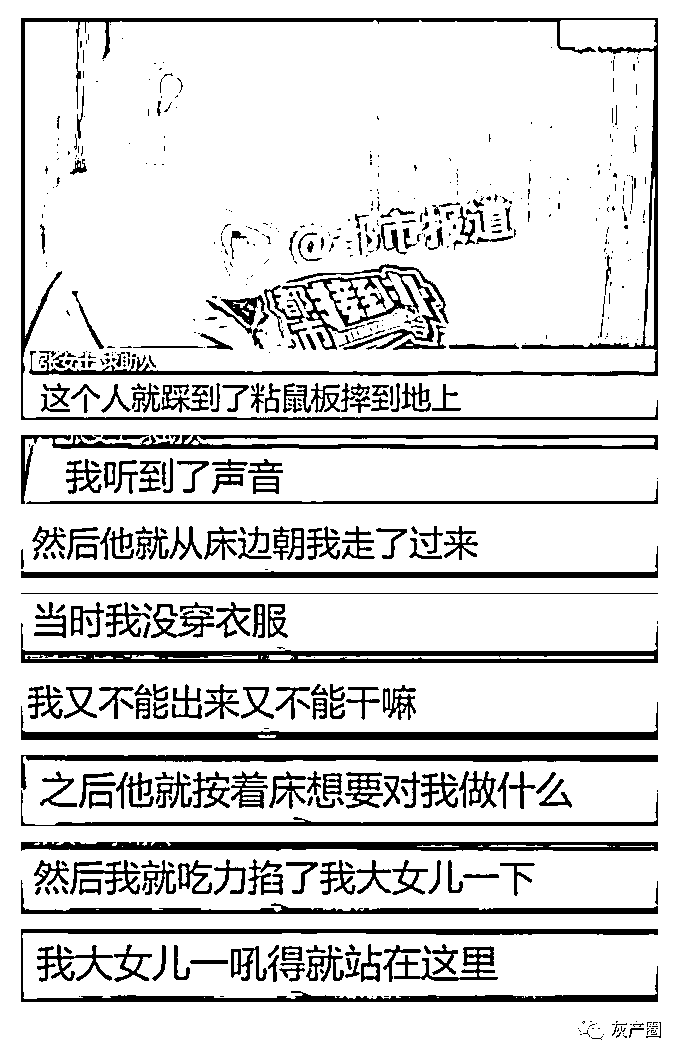 @都市报道
张女士 求助人
这个人就踩到了粘鼠板摔到地上
我听到了声音
然后他就从床边朝我走了过来
当时我没穿衣服
我又不能出来又不能干嘛
之后他就按着床想要对我做什么
然后我就吃力掐了我大女儿一下
我大女儿一吼得就站在这里
灰产圈